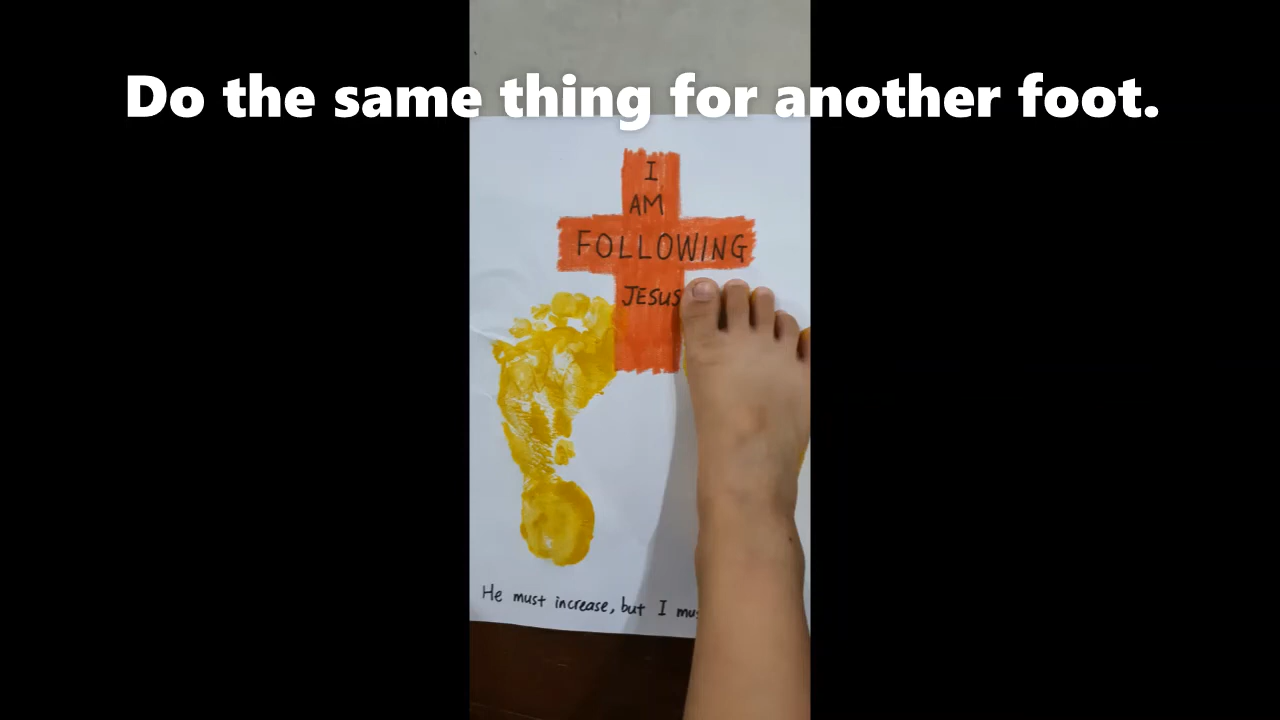 Do the same thing for another foot.
I
AM
FOLLOWING
JESUS
He must increase, but I